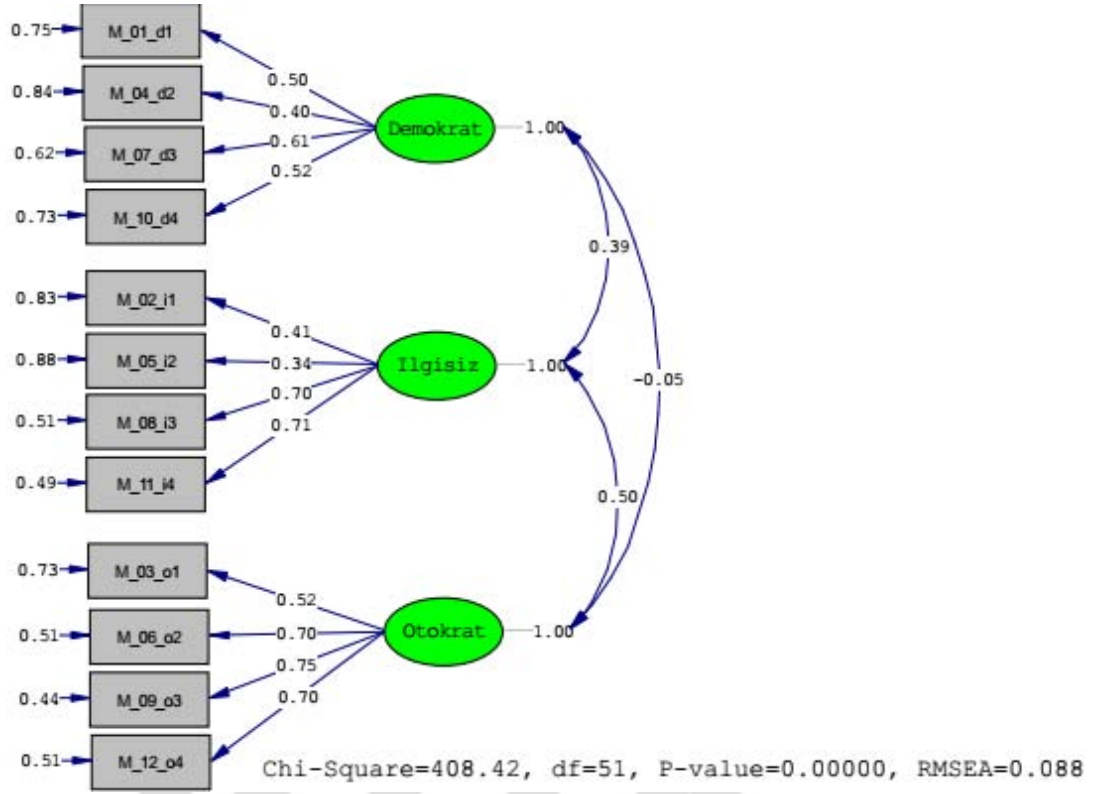 0.75 M_01_d1
0.50
0.84 M_04_d2
0.40
Demokrat 1.00
0.61
0.62 M_07_d3
0.52
0.73 M_10_d4
0.39
0.83 M_02_i1
0.41
0.88 M_05_i2
0.34
Ilgisiz 1.00
-0.05
0.70
0.51 M_08_i3
0.71
0.49 M_11_i4
0.50
0.73 M_03_o1
0.52
0.51 M_06_o2
0.70
Otokrat 1.00
0.75
0.44 M_09_o3
0.70
0.51 M_12_o4
Chi-Square=408.42, df=51, P-value=0.00000, RMSEA=0.088